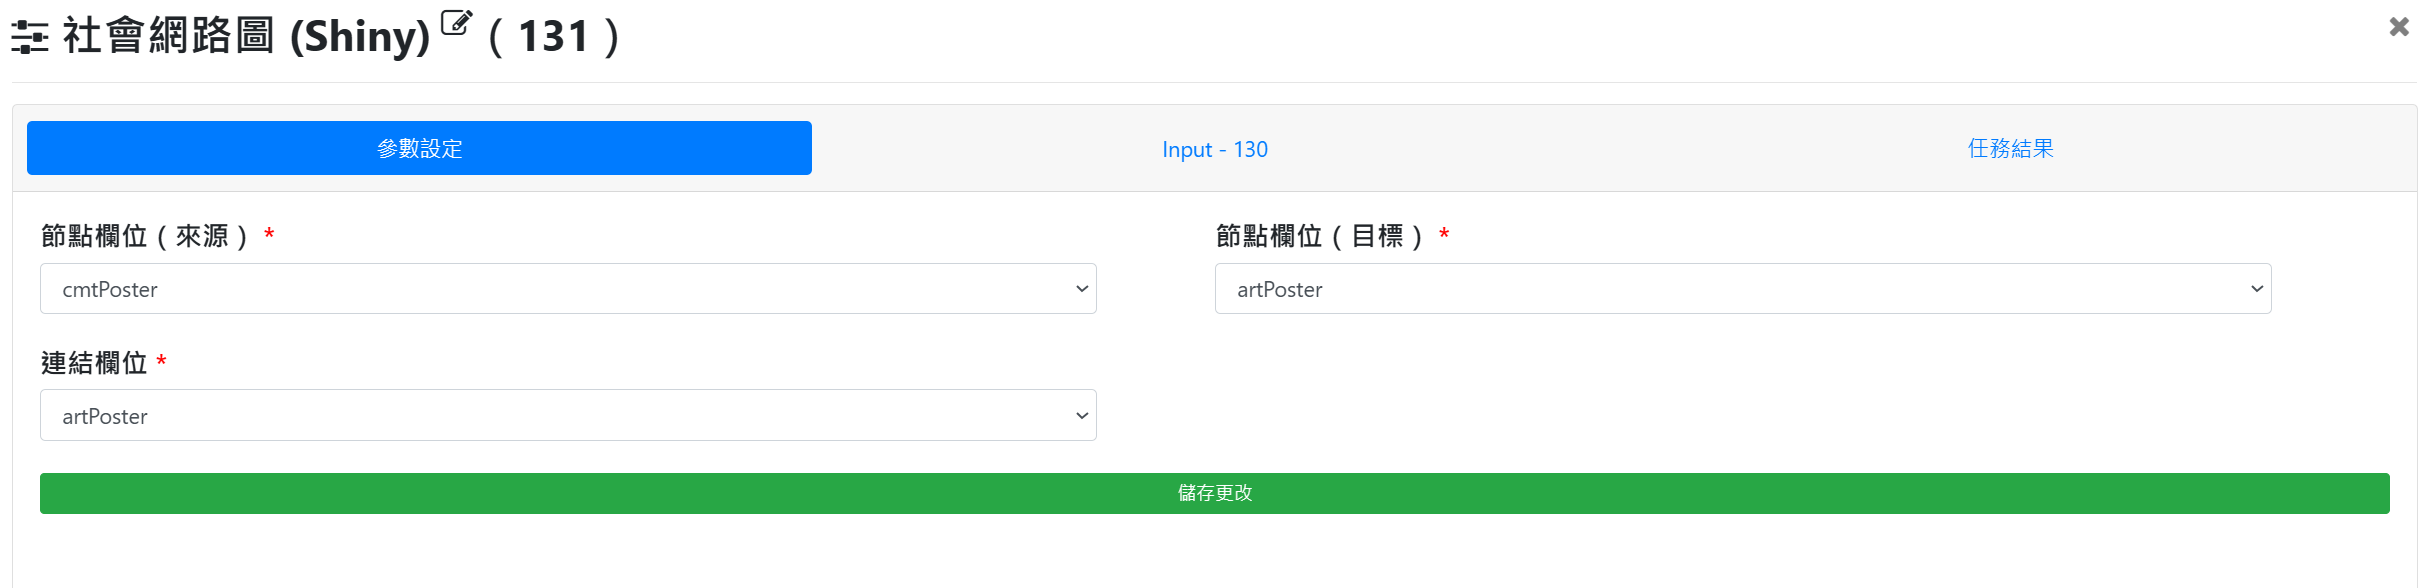 社會網路圖 (Shiny) ( 131 )
參數設定
Input - 130
任務結果
節點欄位 ( 來源 ) *
節點欄位 ( 目標 ) *
cmtPoster
artPoster
連結欄位 *
artPoster
儲存更改